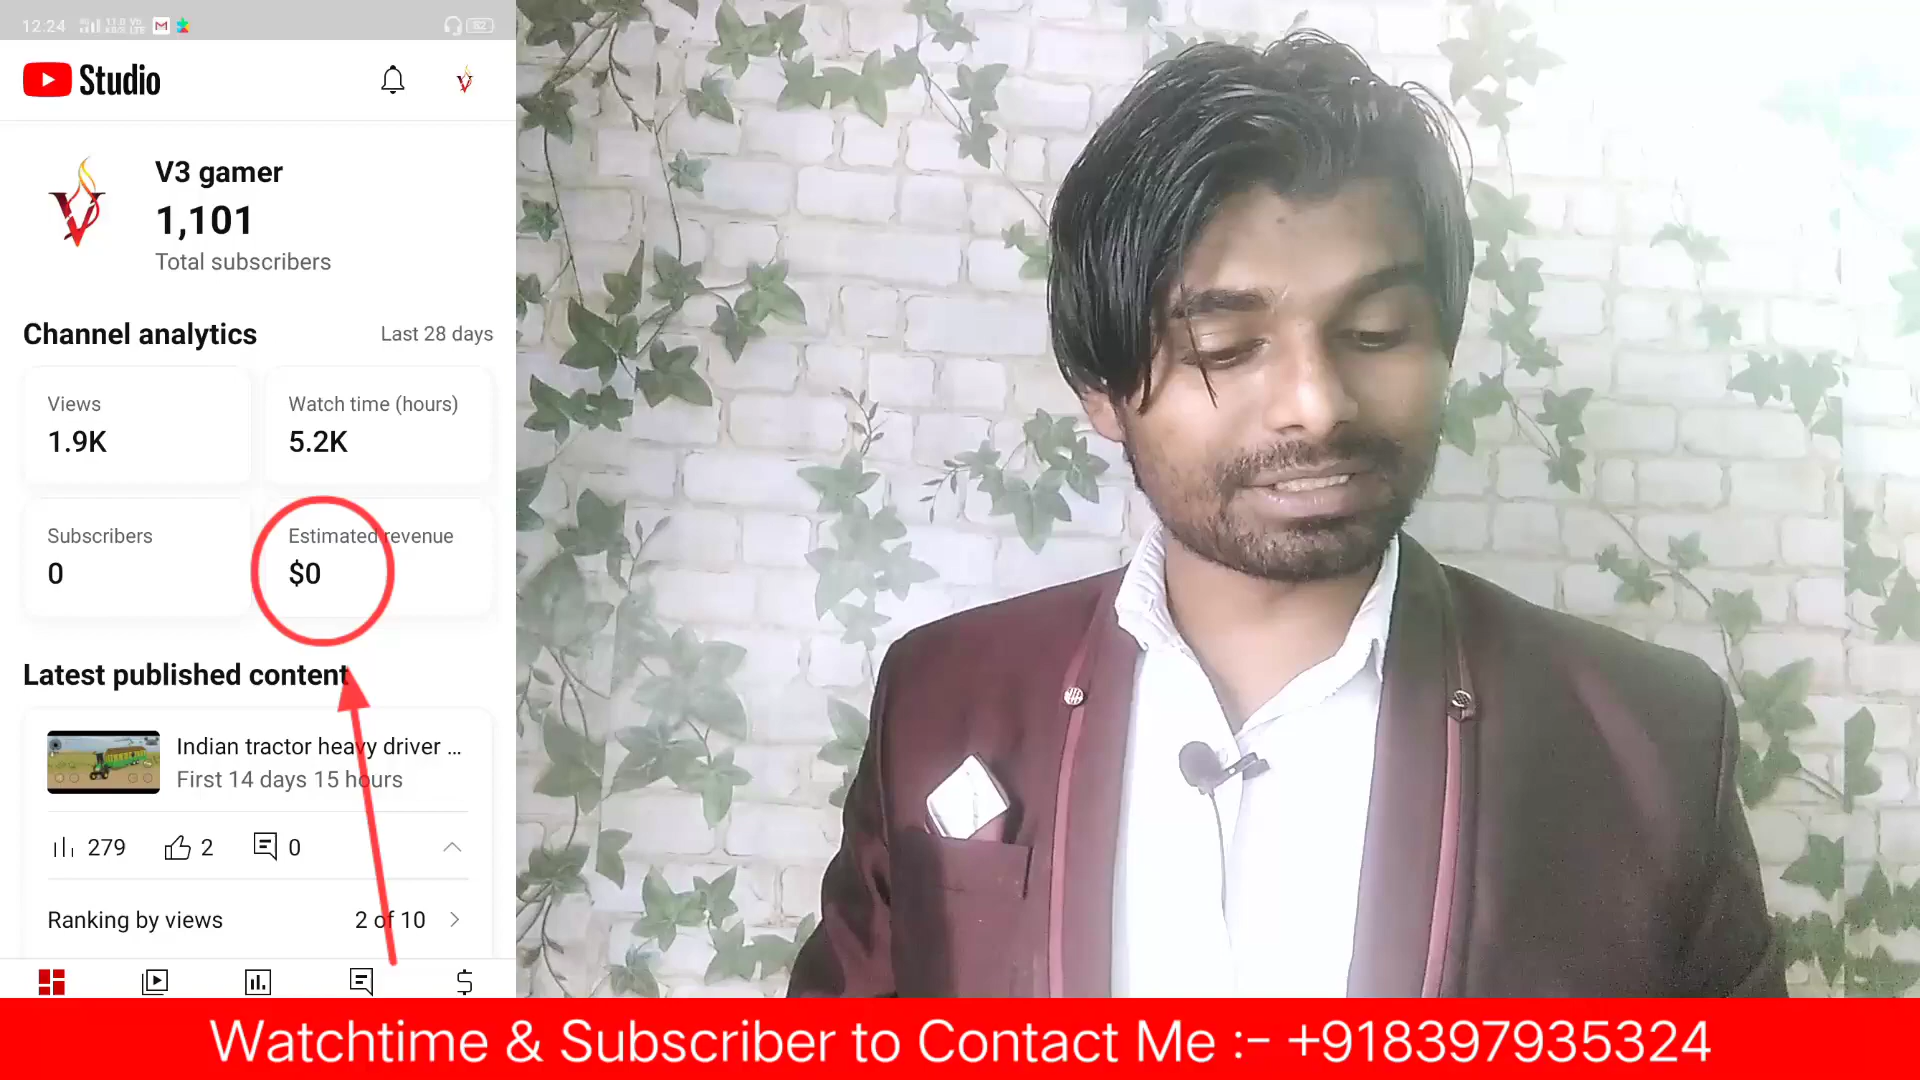 12.24
82
Studio
V3 gamer
1,101
Total subscribers
Channel analytics
Last 28 days
Views
1.9K
Watch time (hours)
5.2K
Subscribers
0
Estimated revenue
$0
Latest published content
Indian tractor heavy driver ...
First 14 days 15 hours
279
2
0
Ranking by views
2 of 10
Watchtime & Subscriber to Contact Me :- +918397935324